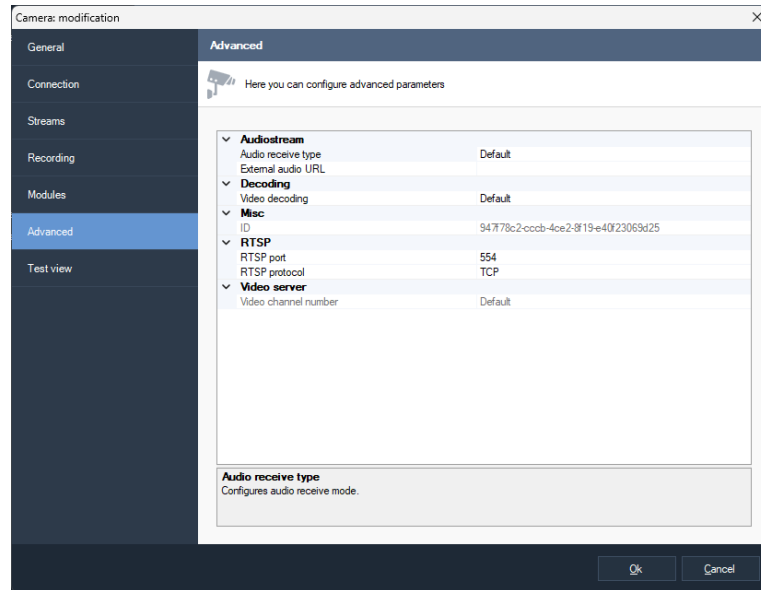 Camera: modification
General
Connection
Streams
Recording
Modules
Advanced
Test view
Advanced
Here you can configure advanced parameters
Audiostream
Audio receive type Default
External audio URL
Decoding
Video decoding Default
Misc
ID 947f78c2-cccb-4ce2-8f19-e40f23069d25
RTSP
RTSP port 554
RTSP protocol TCP
Video server
Video channel number Default
Audio receive type
Configures audio receive mode.
Ok Cancel